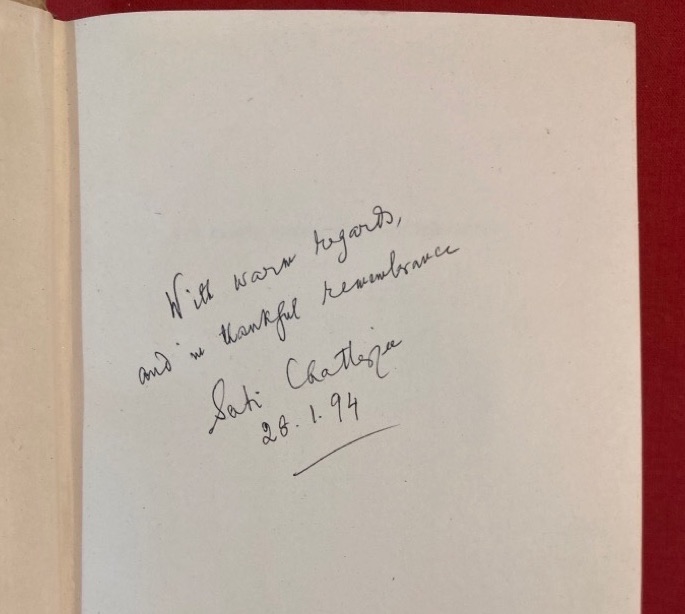 With warm regards,
and in thankful remembrance
Sati Chatterjee
28.1.94